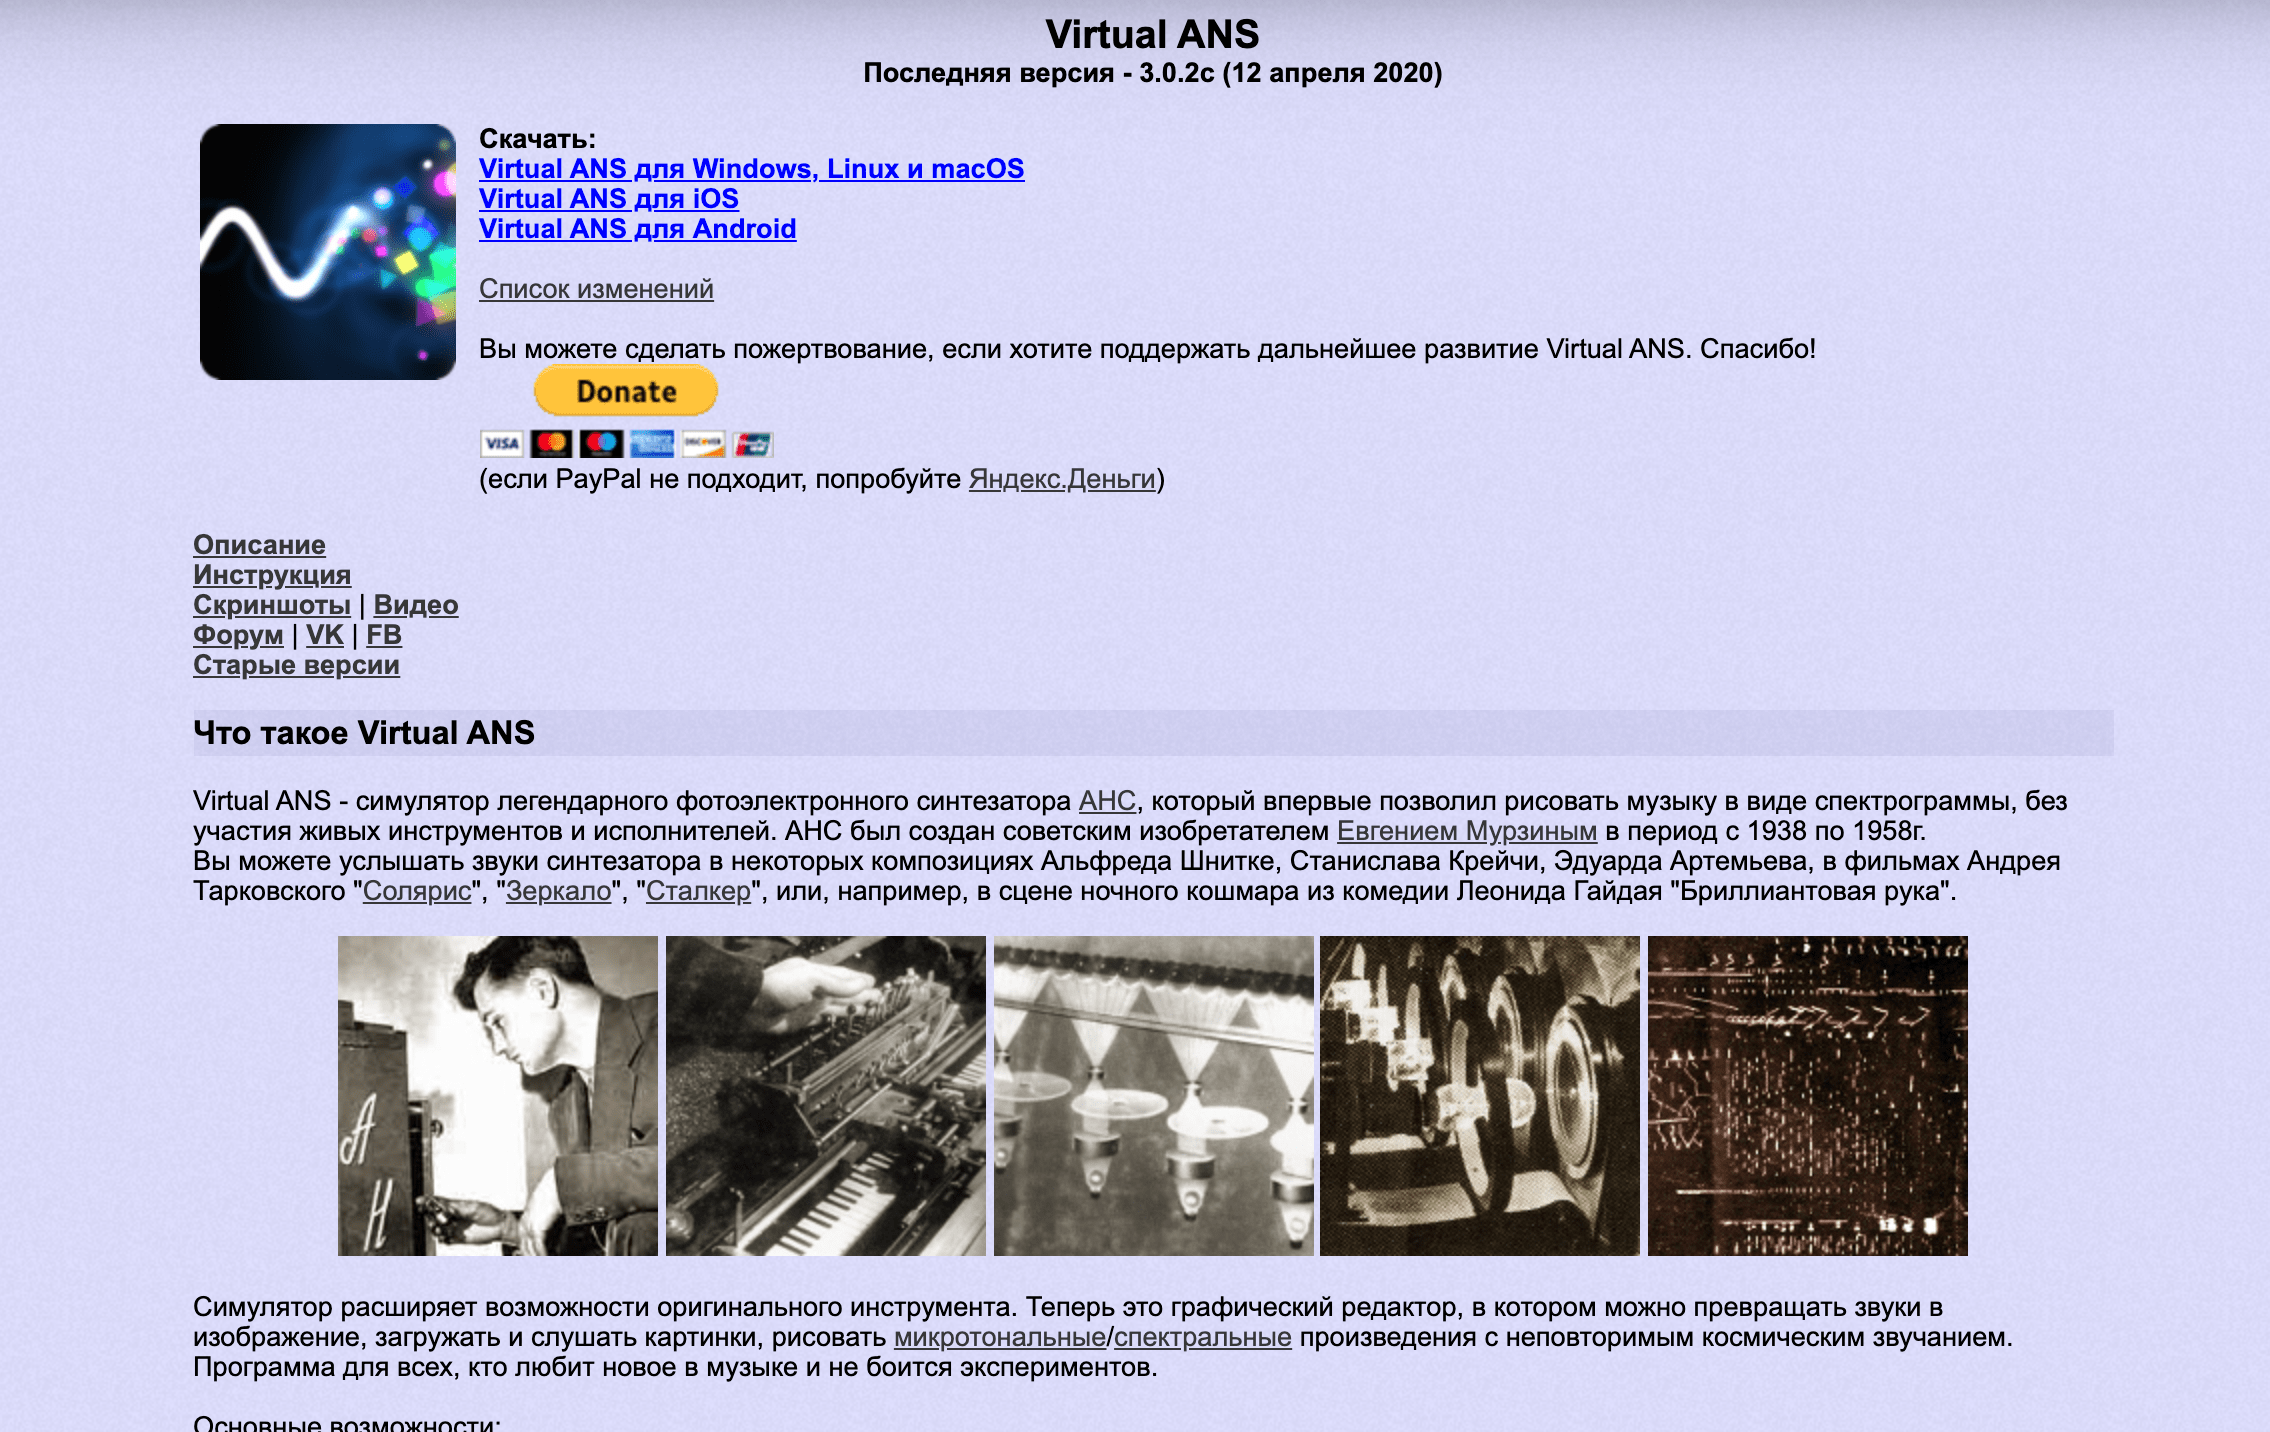 Virtual ANS
Последняя версия - 3.0.2c (12 апреля 2020)
Скачать:
Virtual ANS для Windows, Linux и macOS
Virtual ANS для iOS
Virtual ANS для Android
Список изменений
Вы можете сделать пожертвование, если хотите поддержать дальнейшее развитие Virtual ANS. Спасибо!
Donate
VISA DISCOVER
(если PayPal не подходит, попробуйте Яндекс.Деньги)
Описание
Инструкция
Скриншоты | Видео
Форум | VK | FB
Старые версии
Что такое Virtual ANS
Virtual ANS - симулятор легендарного фотоэлектронного синтезатора АНС, который впервые позволил рисовать музыку в виде спектрограммы, без
участия живых инструментов и исполнителей. АНС был создан советским изобретателем Евгением Мурзиным в период с 1938 по 1958г.
Вы можете услышать звуки синтезатора в некоторых композициях Альфреда Шнитке, Станислава Крейчи, Эдуарда Артемьева, в фильмах Андрея
Тарковского "Солярис", "Зеркало", "Сталкер", или, например, в сцене ночного кошмара из комедии Леонида Гайдая "Бриллиантовая рука".
А
Н
Симулятор расширяет возможности оригинального инструмента. Теперь это графический редактор, в котором можно превращать звуки в
изображение, загружать и слушать картинки, рисовать микротональные/спектральные произведения с неповторимым космическим звучанием.
Программа для всех, кто любит новое в музыке и не боится экспериментов.
Основные возможности: